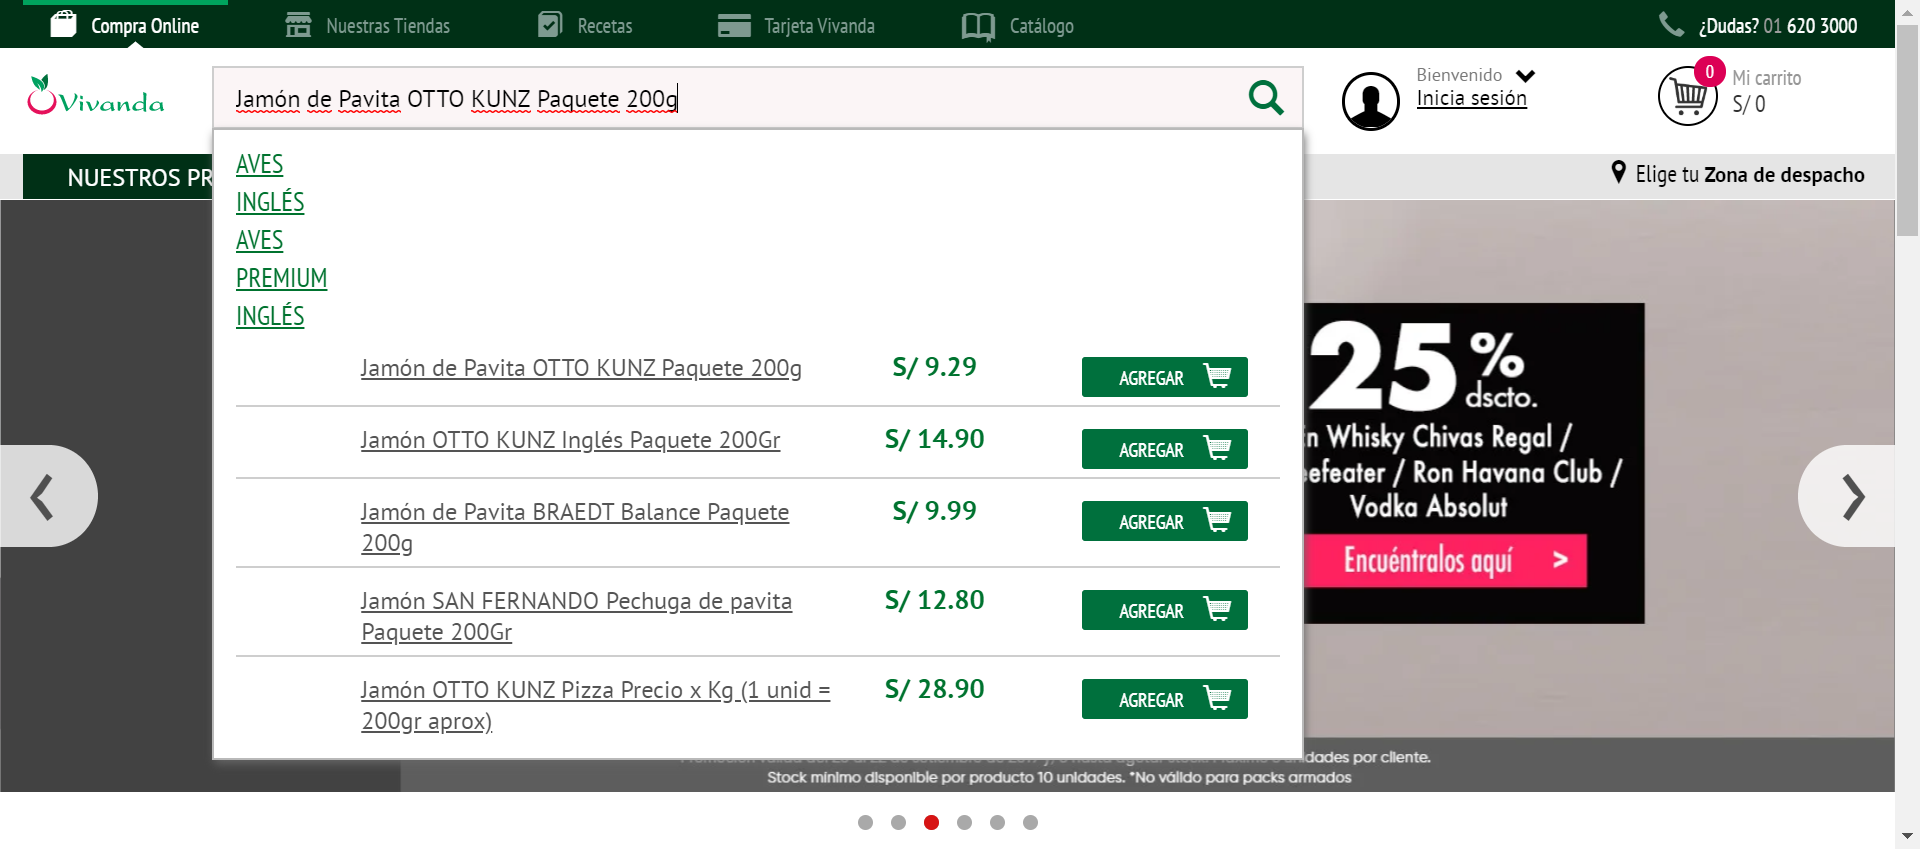 Compra Online
Nuestras Tiendas
Recetas
Tarjeta Vivanda
Catálogo
¿Dudas? 01 620 3000
Vivanda
Jamón de Pavita OTTO KUNZ Paquete 200g
Bienvenido
Inicia sesión
0
Mi carrito
S/ 0
NUESTROS PR
Elige tu Zona de despacho
AVES
INGLÉS
AVES
PREMIUM
INGLÉS
Jamón de Pavita OTTO KUNZ Paquete 200g S/ 9.29 AGREGAR
Jamón OTTO KUNZ Inglés Paquete 200Gr S/ 14.90 AGREGAR
Jamón de Pavita BRAEDT Balance Paquete S/ 9.99 AGREGAR
200g
Jamón SAN FERNANDO Pechuga de pavita S/ 12.80 AGREGAR
Paquete 200Gr
Jamón OTTO KUNZ Pizza Precio x Kg (1 unid = S/ 28.90 AGREGAR
200gr aprox)
25%
dscto.
n Whisky Chivas Regal /
efeater / Ron Havana Club /
Vodka Absolut
Encuéntralos aquí >
idades por cliente.
Stock mínimo disponible por producto 10 unidades. *No válido para packs armados